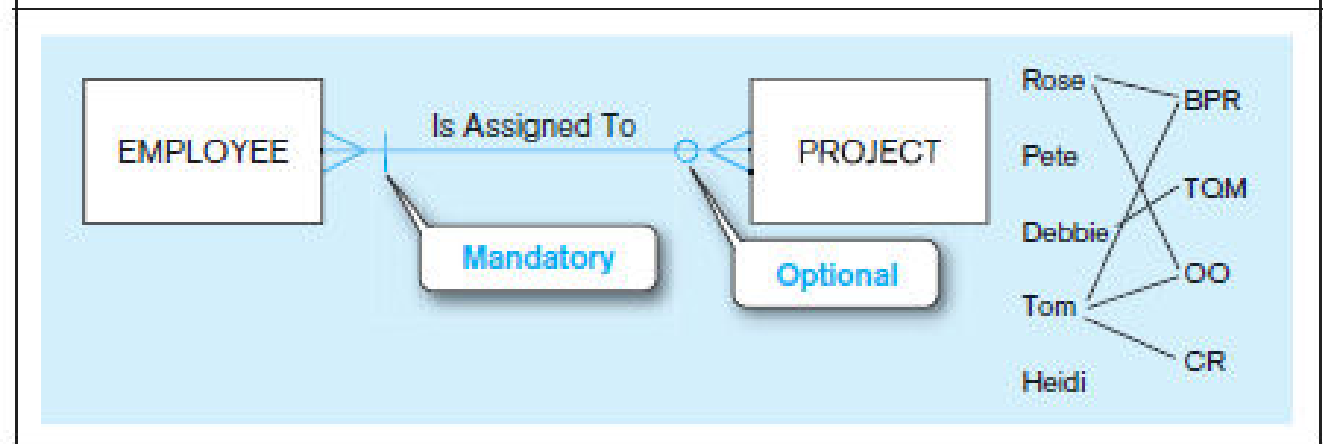 EMPLOYEE
Is Assigned To
PROJECT
Mandatory
Optional
Rose
Pete
Debbie
Tom
Heidi
BPR
TQM
OO
CR